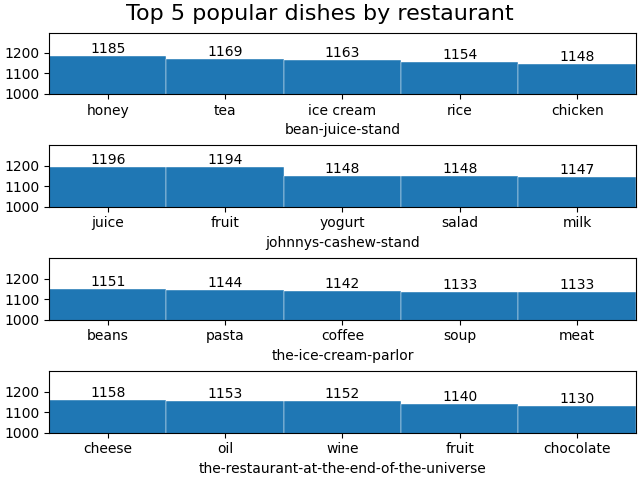 Top 5 popular dishes by restaurant
1185 1169 1163 1154 1148
1200
1100
1000
honey tea ice cream rice chicken
bean-juice-stand
1196 1194 1148 1148 1147
1200
1100
1000
juice fruit yogurt salad milk
johnnys-cashew-stand
1151 1144 1142 1133 1133
1200
1100
1000
beans pasta coffee soup meat
the-ice-cream-parlor
1158 1153 1152 1140 1130
1200
1100
1000
cheese oil wine fruit chocolate
the-restaurant-at-the-end-of-the-universe